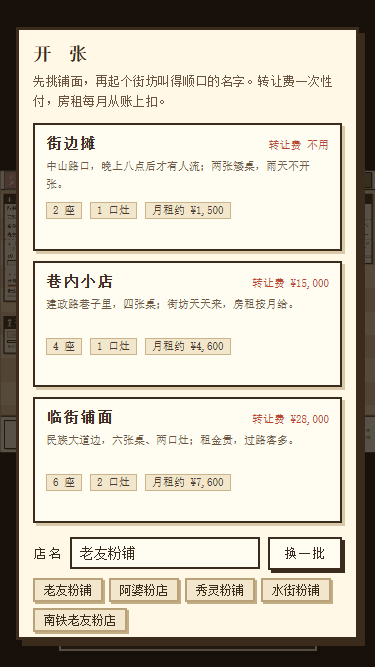 开 张
先挑铺面，再起个街坊叫得顺口的名字。转让费一次性
付，房租每月从账上扣。
街边摊 转让费 不用
中山路口，晚上八点后才有人流；两张矮桌，雨天不开
张。
2 座 1 口灶 月租约 ¥1,500
巷内小店 转让费 ¥15,000
建政路巷子里，四张桌；街坊天天来，房租按月给。
4 座 1 口灶 月租约 ¥4,600
临街铺面 转让费 ¥28,000
民族大道边，六张桌、两口灶；租金贵，过路客多。
6 座 2 口灶 月租约 ¥7,600
店名 老友粉铺 换一批
老友粉铺 阿婆粉店 秀灵粉铺 水街粉铺
南铁老友粉店